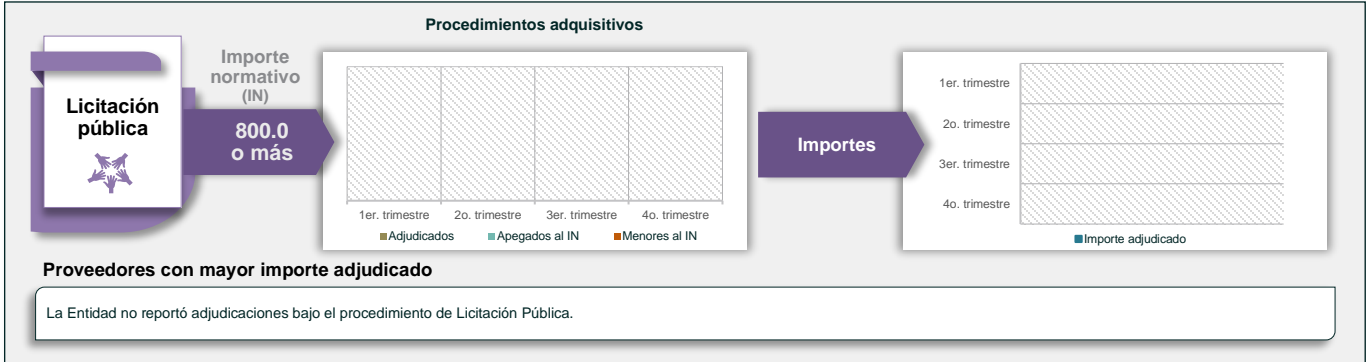 Procedimientos adquisitivos
Licitación
pública
Importe
normativo
(IN)
800.0
o más
1er. trimestre
2o. trimestre
3er. trimestre
4o. trimestre
Adjudicados
Apegados al IN
Menores al IN
Importes
1er. trimestre
2o. trimestre
3er. trimestre
4o. trimestre
Importe adjudicado
Proveedores con mayor importe adjudicado
La Entidad no reportó adjudicaciones bajo el procedimiento de Licitación Pública.